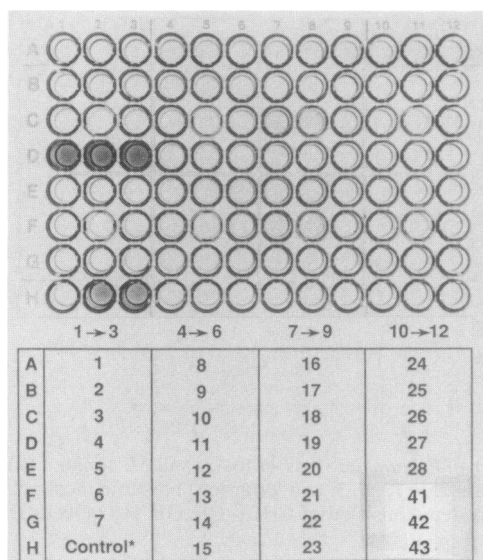 1 2 3 4 5 6 7 8 9 10 11 12
A
B
C
D
E
F
G
H
1→3 4→6 7→9 10→12
A 1 8 16 24
B 2 9 17 25
C 3 10 18 26
D 4 11 19 27
E 5 12 20 28
F 6 13 21 41
G 7 14 22 42
H Control* 15 23 43